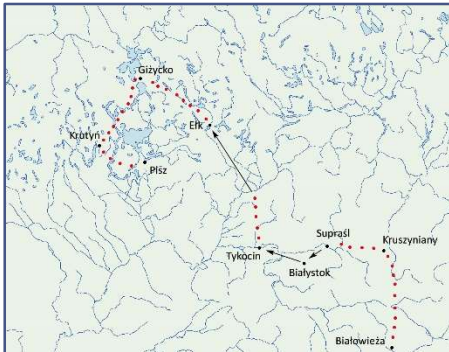 Giżycko
Ełk
Krutyń
Pisz
Supraśl
Kruszyniany
Tykocin
Białystok
Białowieża